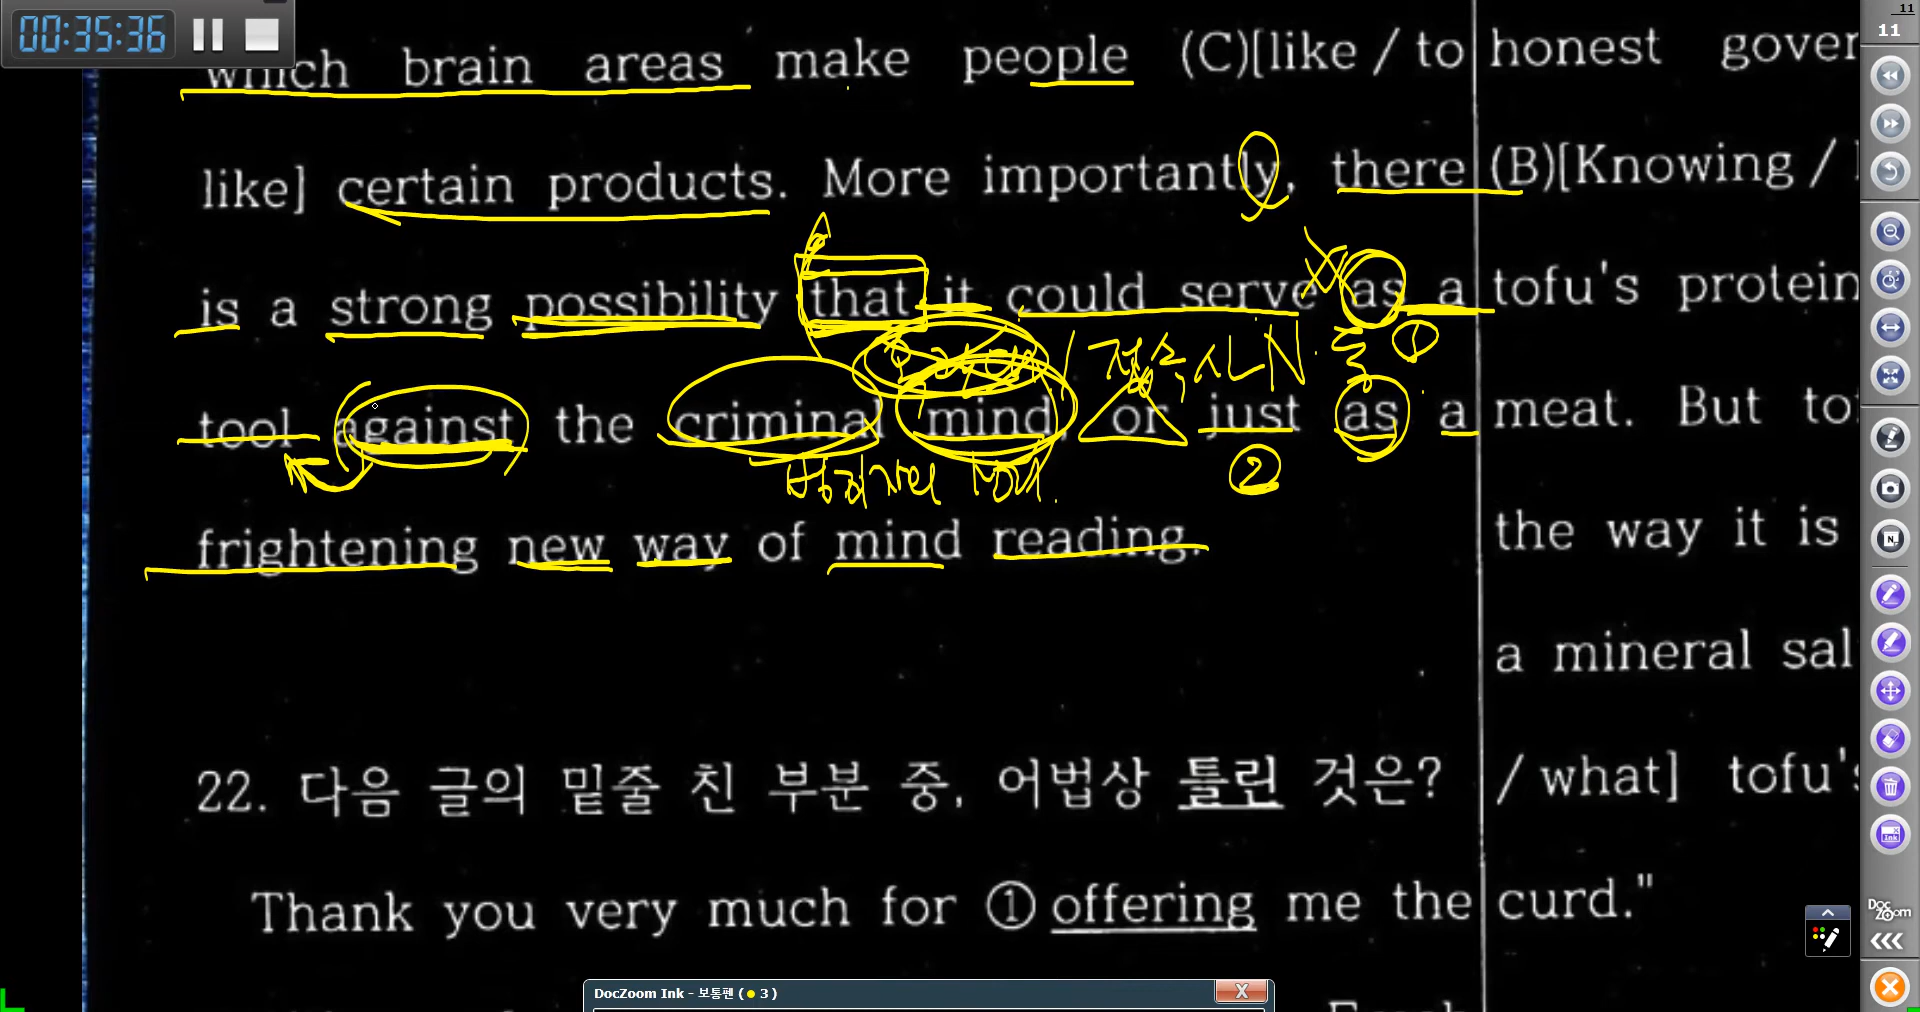 00:35:36
11
11
which brain areas make people (C)[like / to
like] certain products. More importantly, there
is a strong possibility that it could serve as a
tool against the criminal mind, or just as a
frightening new way of mind reading.
로
①
②
범죄자의
전치사 N
22. 다음 글의 밑줄 친 부분 중, 어법상 틀린 것은?
Thank you very much for ① offering me the
honest gover
(B)[Knowing /
tofu's protein
meat. But to
the way it is
a mineral sal
/ what] tofu's
curd."
DocZoom
DocZoom Ink - 보통펜 ( 3 )
X